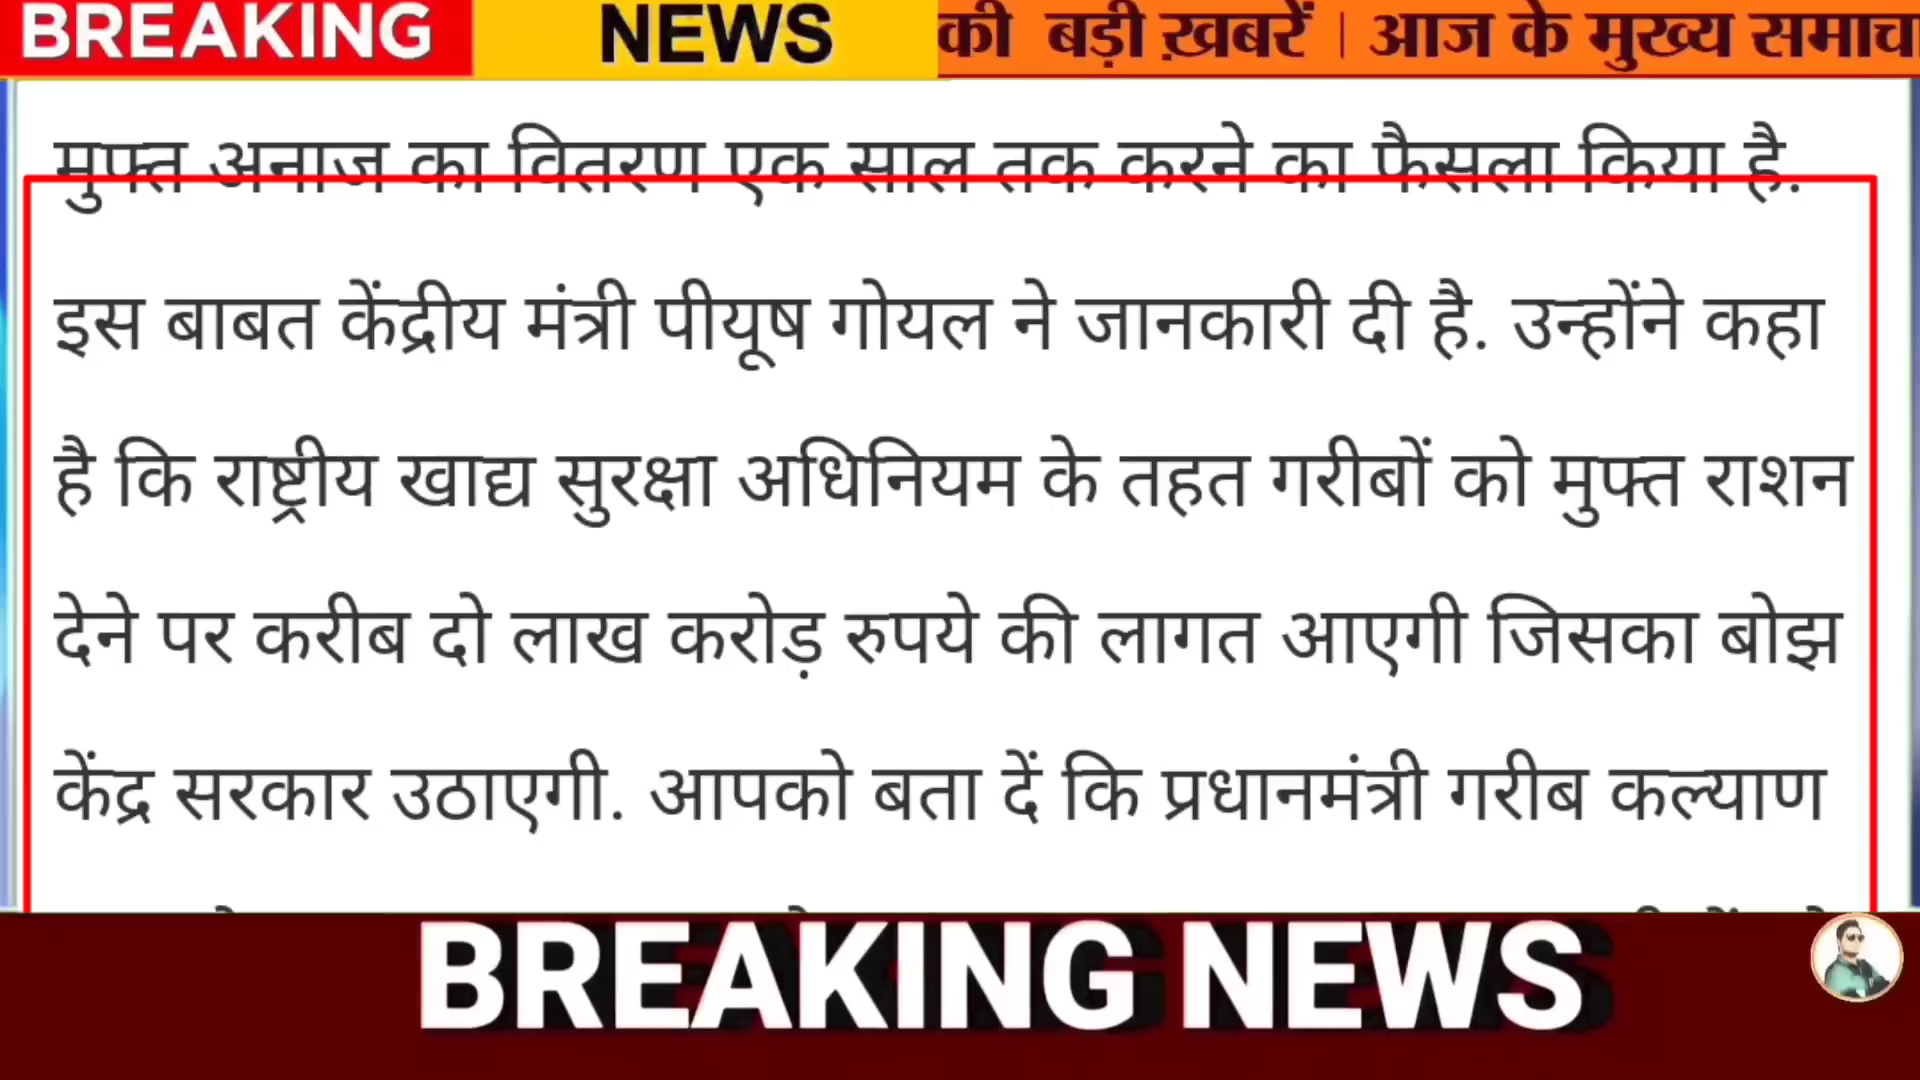 BREAKING NEWS की बड़ी ख़बरें | आज के मुख्य समाच
मुफ्त अनाज का वितरण एक साल तक करने का फैसला किया है.
इस बाबत केंद्रीय मंत्री पीयूष गोयल ने जानकारी दी है. उन्होंने कहा
है कि राष्ट्रीय खाद्य सुरक्षा अधिनियम के तहत गरीबों को मुफ्त राशन
देने पर करीब दो लाख करोड़ रुपये की लागत आएगी जिसका बोझ
केंद्र सरकार उठाएगी. आपको बता दें कि प्रधानमंत्री गरीब कल्याण
BREAKING NEWS